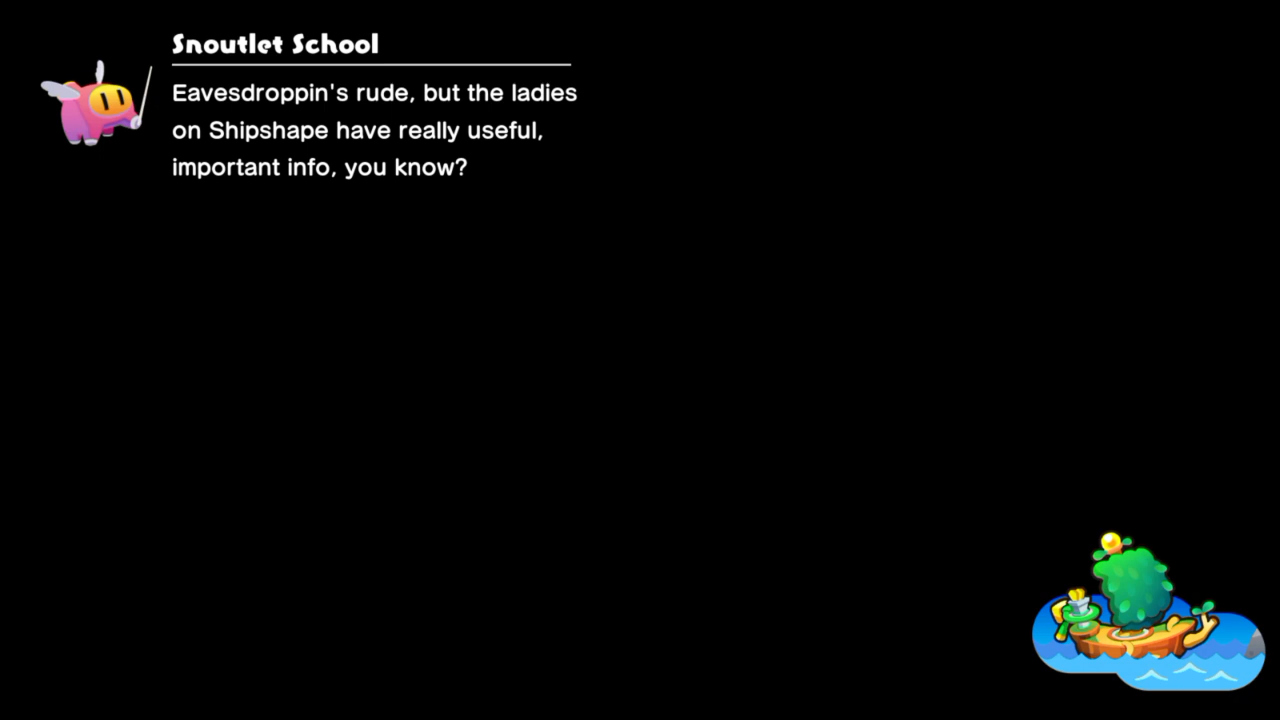 Snoutlet School
Eavesdroppin's rude, but the ladies
on Shipshape have really useful,
important info, you know?